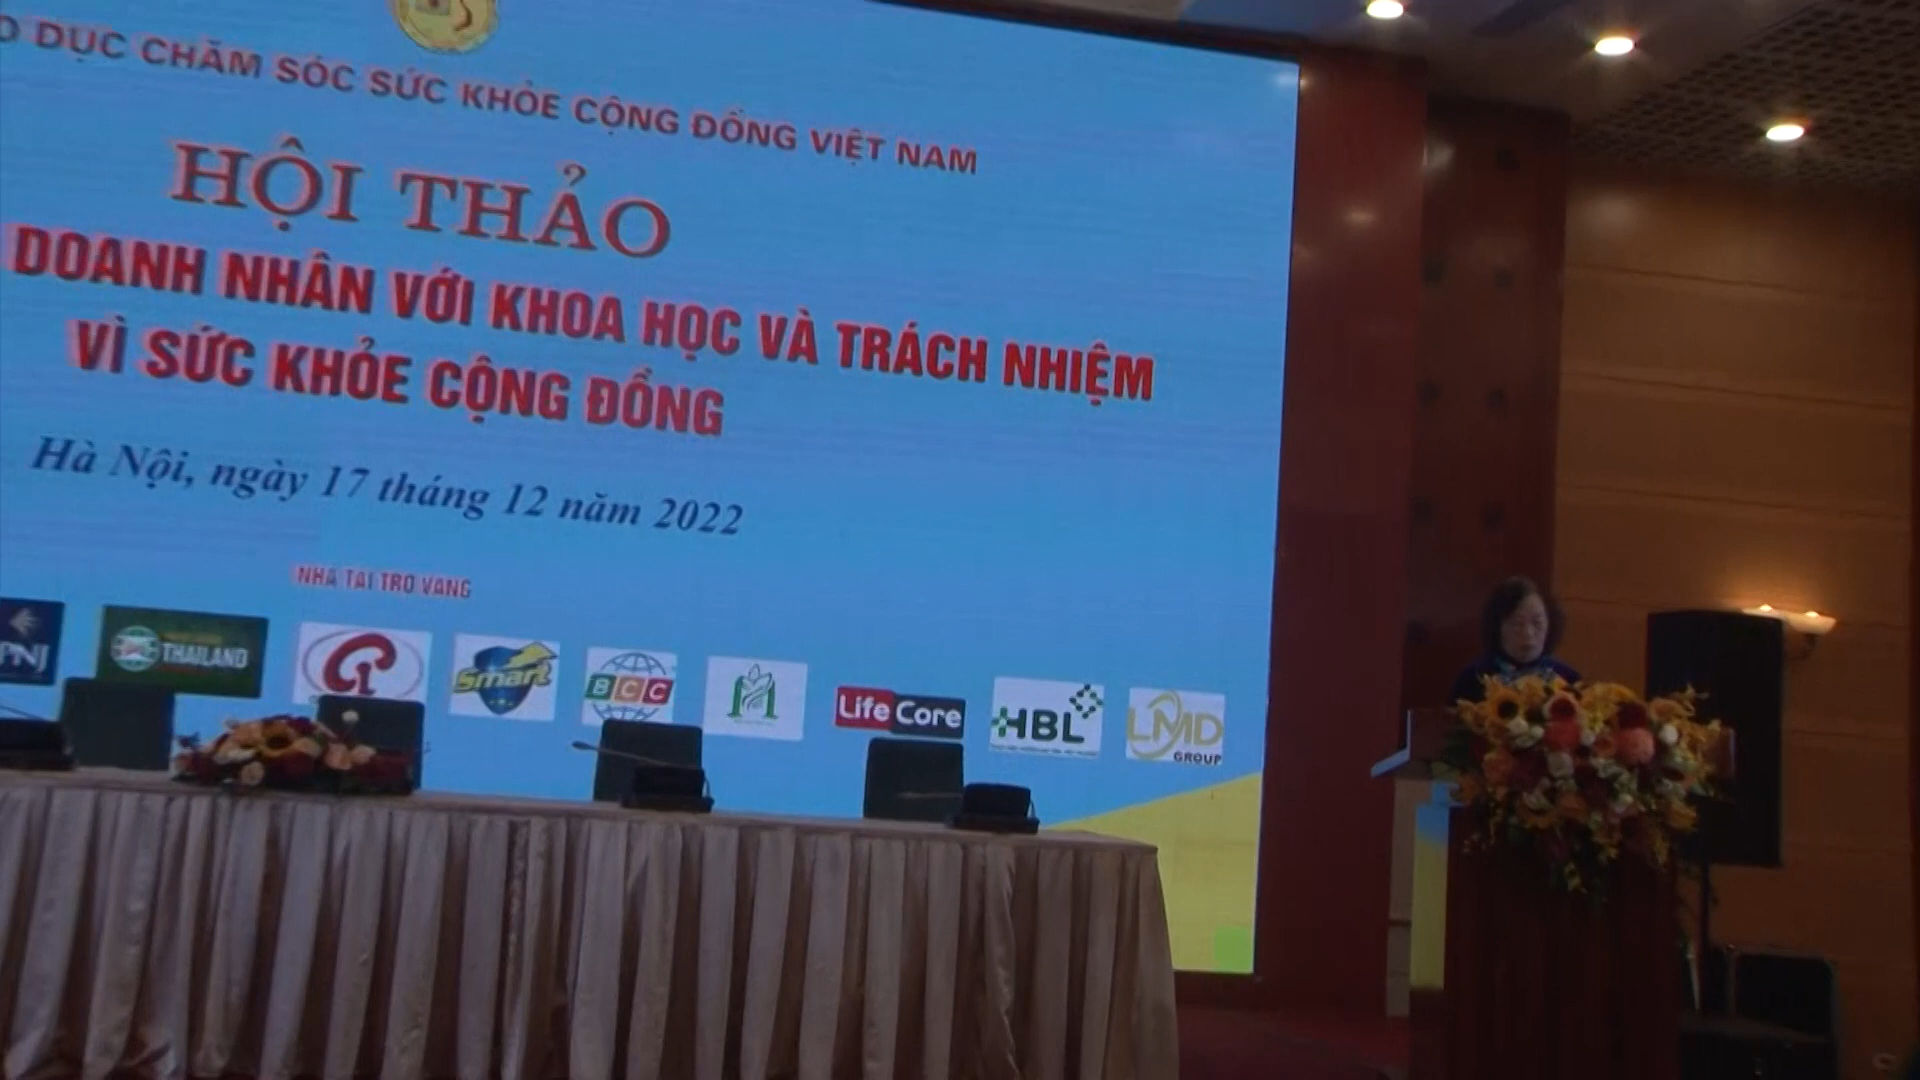 DỤC CHĂM SÓC SỨC KHỎE CỘNG ĐỒNG VIỆT NAM
HỘI THẢO
DOANH NHÂN VỚI KHOA HỌC VÀ TRÁCH NHIỆM
VÌ SỨC KHỎE CỘNG ĐỒNG
Hà Nội, ngày 17 tháng 12 năm 2022
NHÀ TÀI TRỢ VÀNG
PNJ
THAILAND
Smart
BCC
Life Core
HBL
LMD
GROUP